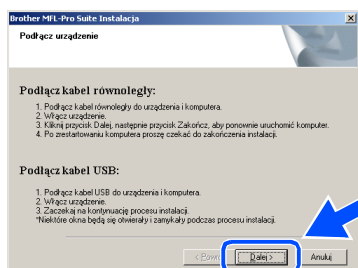 Brother MFL-Pro Suite Instalacja
Podłącz urządzenie
Podłącz kabel równoległy:
1. Podłącz kabel równoległy do urządzenia i komputera.
2. Włącz urządzenie.
3. Kliknij przycisk Dalej, następnie przycisk Zakończ, aby ponownie uruchomić komputer.
4. Po zrestartowaniu komputera proszę czekać do zakończenia instalacji.
Podłącz kabel USB:
1. Podłącz kabel USB do urządzenia i komputera.
2. Włącz urządzenie.
3. Zaczekaj na kontynuację procesu instalacji.
*Niektóre okna będą się otwierały i zamykały podczas procesu instalacji.
Dalej > Anuluj